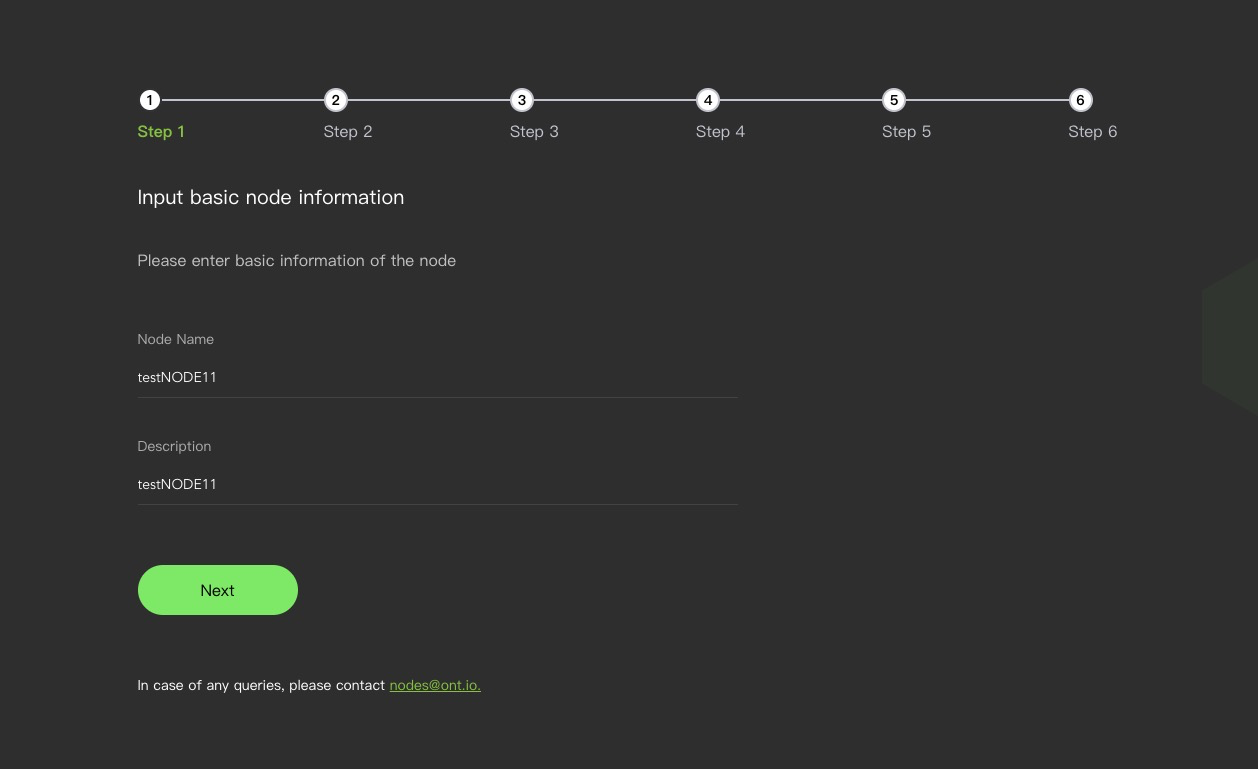 1 2 3 4 5 6
Step 1 Step 2 Step 3 Step 4 Step 5 Step 6
Input basic node information
Please enter basic information of the node
Node Name
testNODE11
Description
testNODE11
Next
In case of any queries, please contact nodes@ont.io.